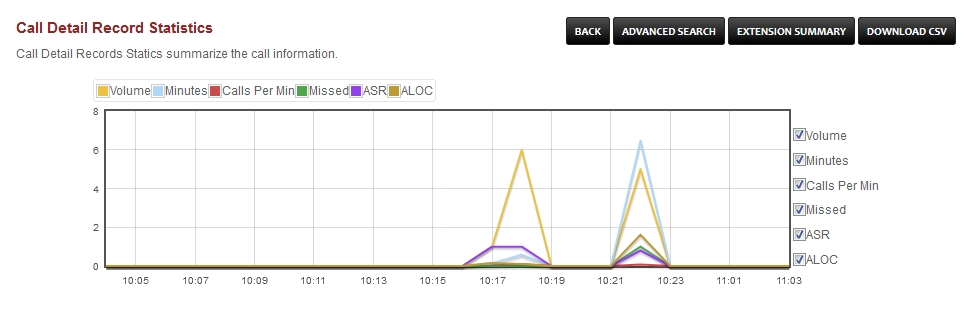 Call Detail Record Statistics
BACK ADVANCED SEARCH EXTENSION SUMMARY DOWNLOAD CSV
Call Detail Records Statics summarize the call information.
Volume Minutes Calls Per Min Missed ASR ALOC
8
6
4
2
0
10:05 10:07 10:09 10:11 10:13 10:15 10:17 10:19 10:21 10:23 11:01 11:03
Volume
Minutes
Calls Per Min
Missed
ASR
ALOC